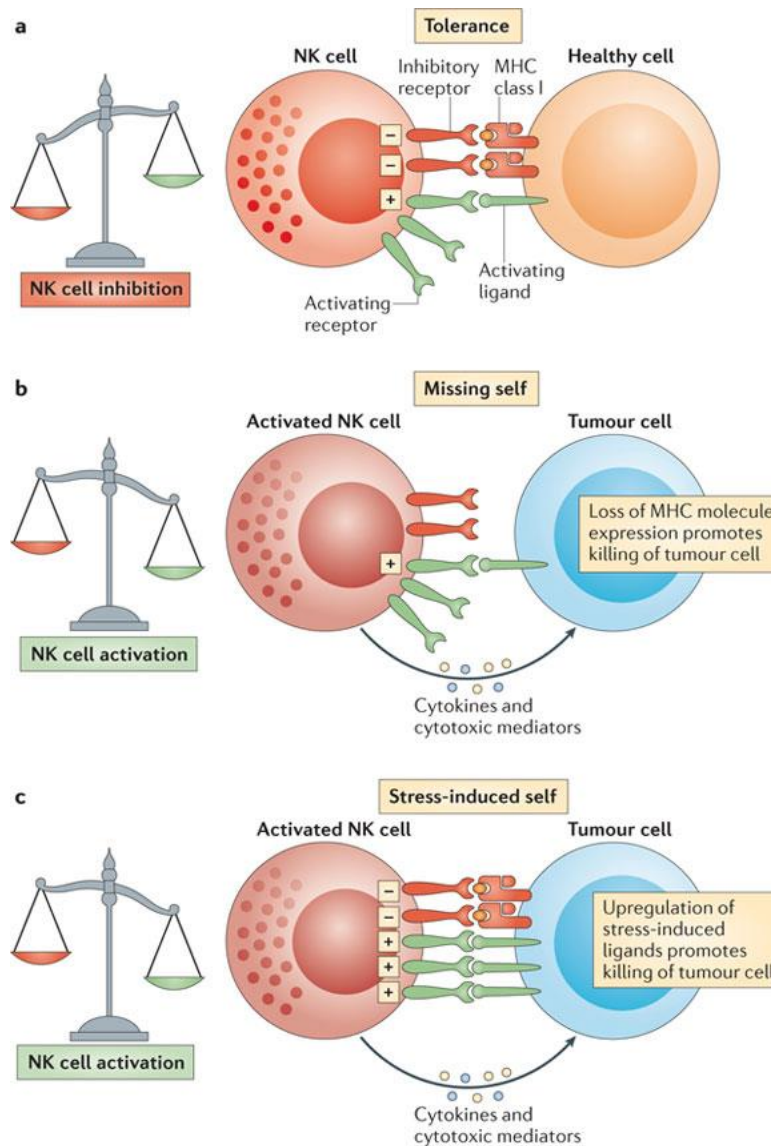 a
Tolerance
NK cell
Inhibitory
receptor
MHC
class I
Healthy cell
−
−
+
NK cell inhibition
Activating
receptor
Activating
ligand
b
Missing self
Activated NK cell
Tumour cell
+
Loss of MHC molecule
expression promotes
killing of tumour cell
NK cell activation
Cytokines and
cytotoxic mediators
c
Stress-induced self
Activated NK cell
Tumour cell
−
−
+
+
+
Upregulation of
stress-induced
ligands promotes
killing of tumour cell
NK cell activation
Cytokines and
cytotoxic mediators